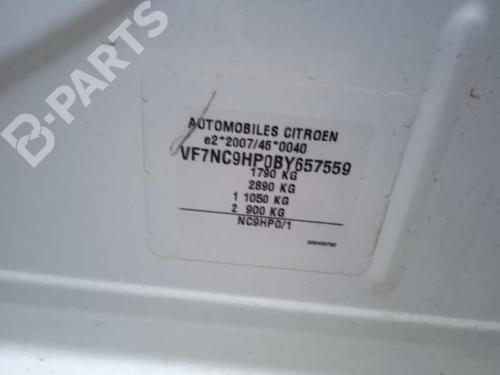 B-PARTS
AUTOMOBILES CITROEN
e2*2007/46*0040
VF7NC9HP0BY657559
1790 KG
2890 KG
1 1050 KG
2 900 KG
NC9HP0/1